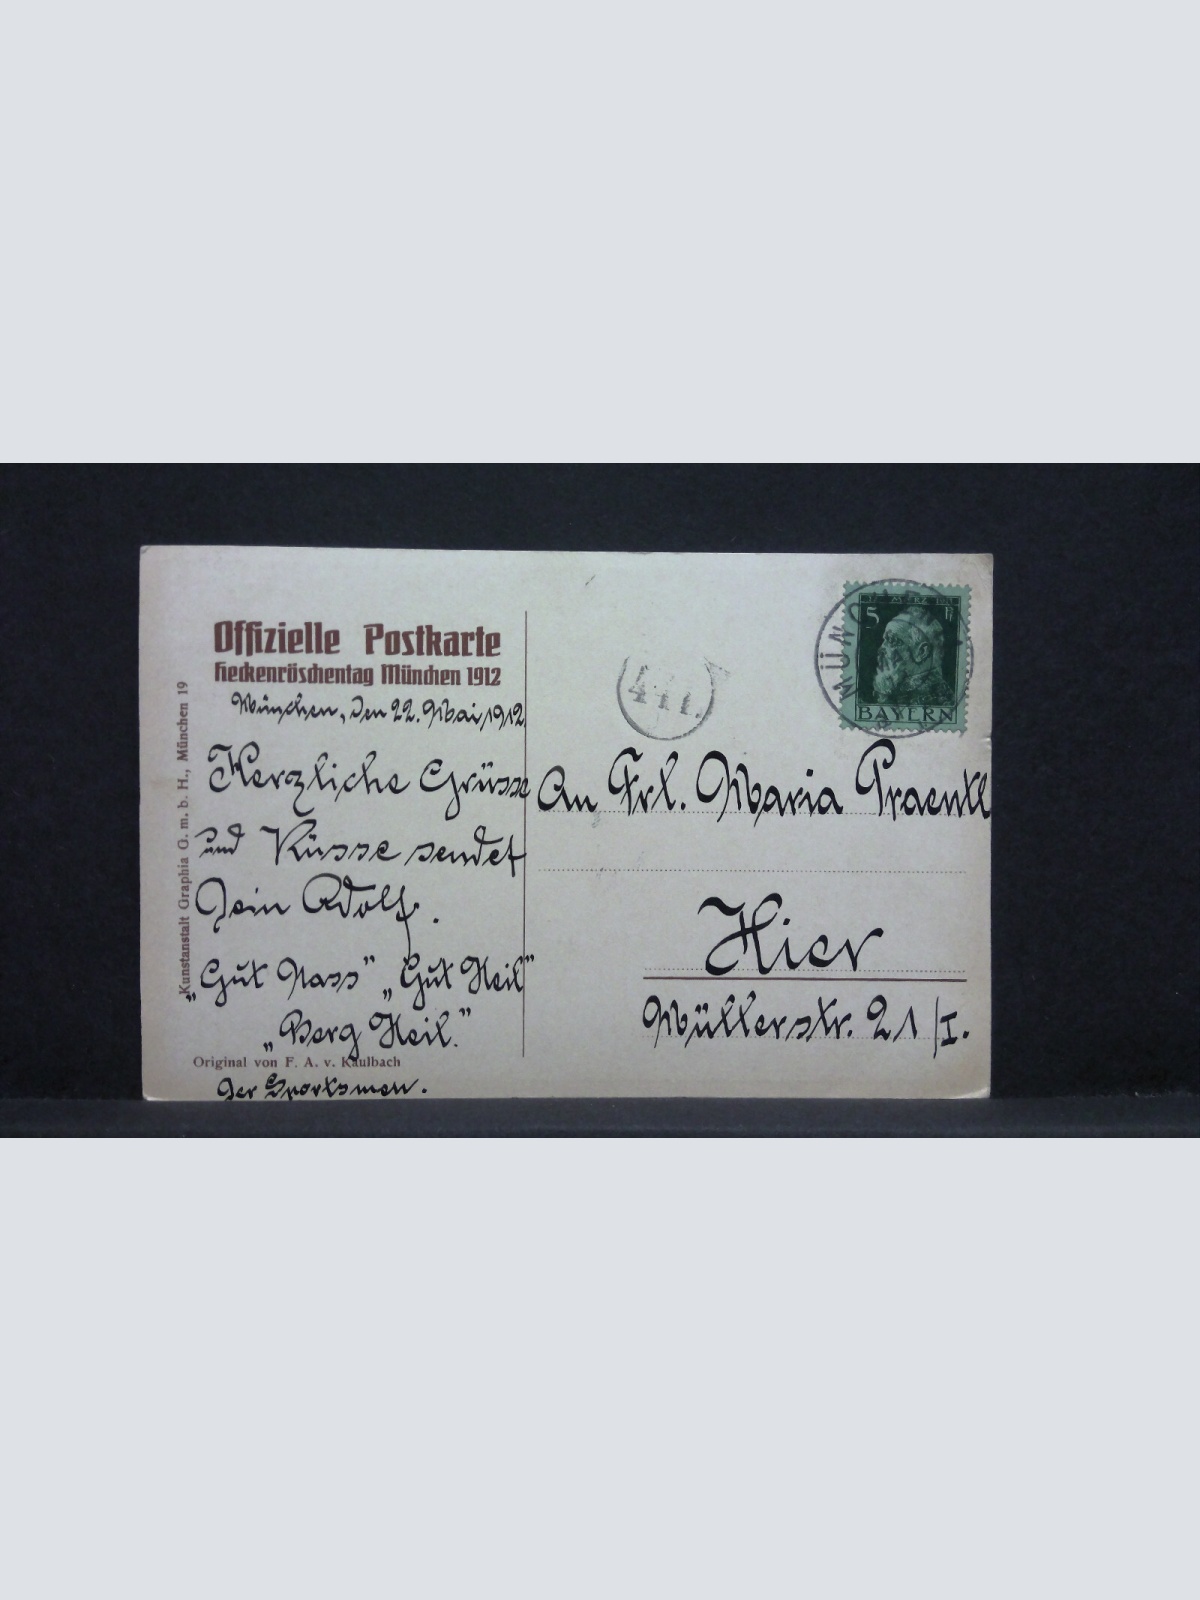 Offizielle Postkarte
Heckenröschentag München 1912
München, den 22. Mai 1912
Herzliche Grüsse
und Küsse sendet
Dein Adolf.
„Gut Nass" „Gut Heil"
„Berg Heil."
Original von F. A. v. Kaulbach
Der Sportsmen.
Kunstanstalt Graphia G. m. b. H., München 19
5
BAYERN
MÜNCHEN
An Frl. Maria Praentl
Hier
Müllerstr. 21/I.